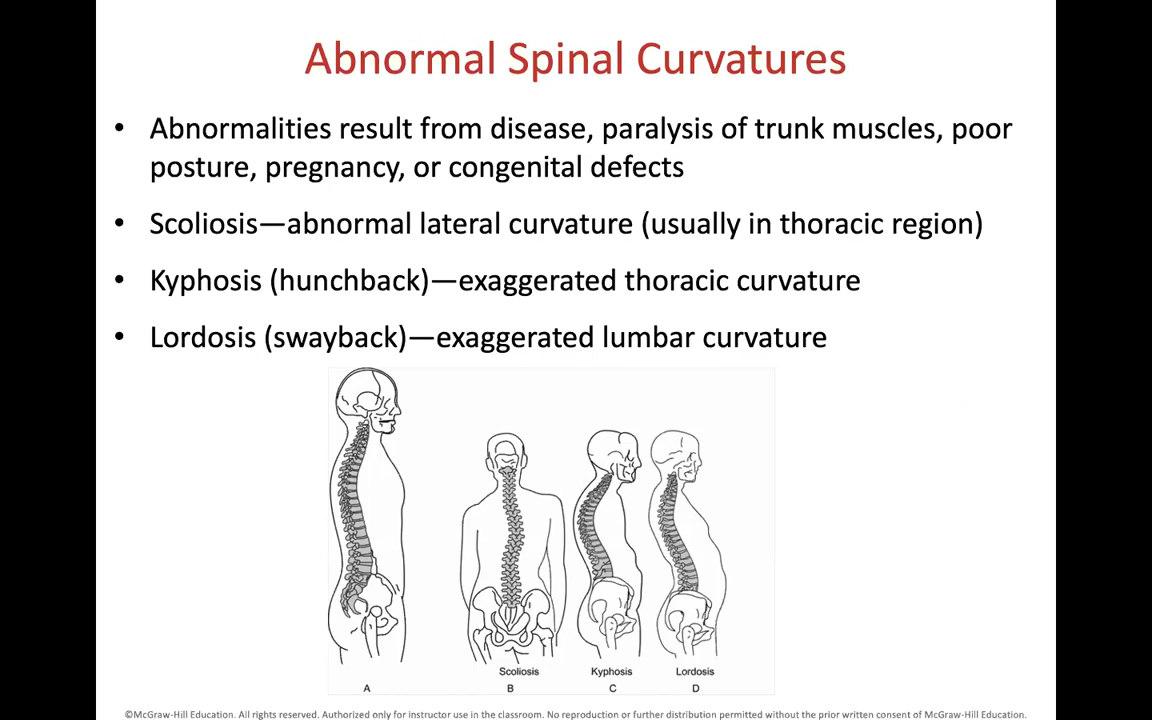 Abnormal Spinal Curvatures
• Abnormalities result from disease, paralysis of trunk muscles, poor
posture, pregnancy, or congenital defects
• Scoliosis—abnormal lateral curvature (usually in thoracic region)
• Kyphosis (hunchback)—exaggerated thoracic curvature
• Lordosis (swayback)—exaggerated lumbar curvature
Scoliosis Kyphosis Lordosis
A B C D
©McGraw-Hill Education. All rights reserved. Authorized only for instructor use in the classroom. No reproduction or further distribution permitted without the prior written consent of McGraw-Hill Education.